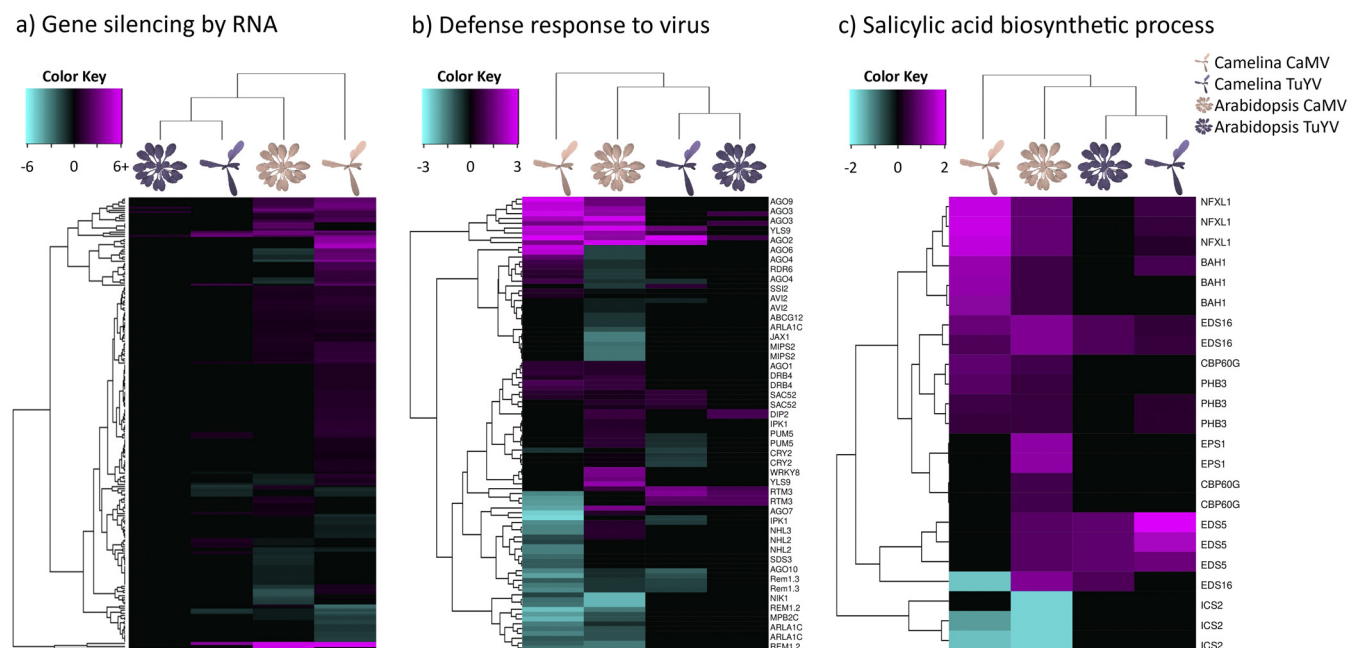 a) Gene silencing by RNA
b) Defense response to virus
c) Salicylic acid biosynthetic process
Color Key
-6 0 6+
Color Key
-3 0 3
Color Key
-2 0 2
Camelina CaMV
Camelina TuYV
Arabidopsis CaMV
Arabidopsis TuYV
AGO9
AGO3
AGO3
YLS9
AGO2
AGO6
AGO4
RDR6
AGO4
SSI2
AVI2
AVI2
ABCG12
ARLA1C
JAX1
MIPS2
MIPS2
AGO1
DRB4
DRB4
SAC52
SAC52
DIP2
IPK1
PUM5
PUM5
CRY2
CRY2
WRKY8
YLS9
RTM3
RTM3
AGO7
IPK1
NHL3
NHL2
NHL2
SDS3
AGO10
Rem1.3
Rem1.3
NIK1
REM1.2
MPB2C
ARLA1C
ARLA1C
REM1.2
NFXL1
NFXL1
NFXL1
BAH1
BAH1
BAH1
EDS16
EDS16
CBP60G
PHB3
PHB3
PHB3
EPS1
EPS1
CBP60G
CBP60G
EDS5
EDS5
EDS5
EDS16
ICS2
ICS2
ICS2